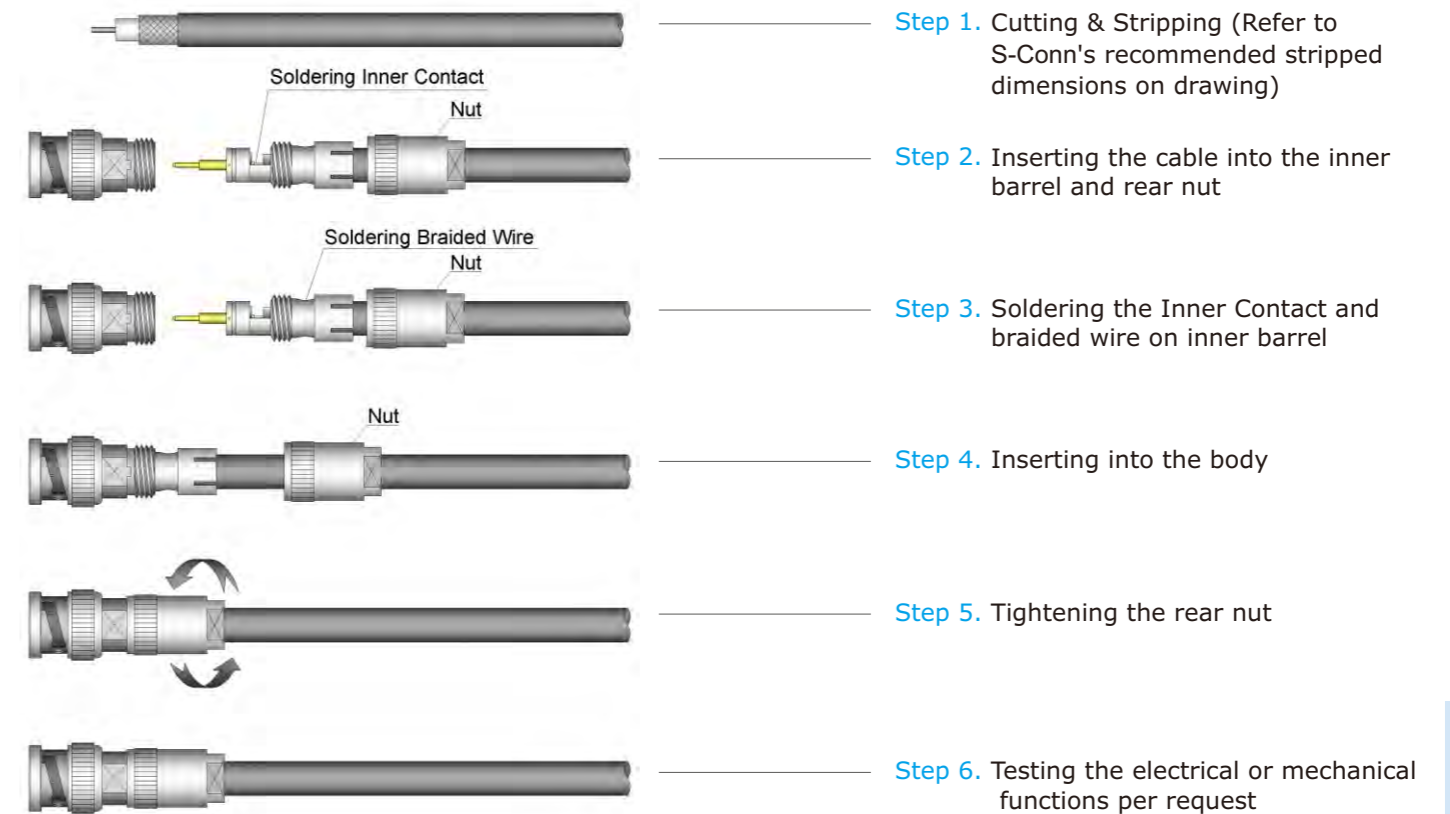 Step 1. Cutting & Stripping (Refer to
S-Conn's recommended stripped
dimensions on drawing)
Soldering Inner Contact
Nut
Step 2. Inserting the cable into the inner
barrel and rear nut
Soldering Braided Wire
Nut
Step 3. Soldering the Inner Contact and
braided wire on inner barrel
Nut
Step 4. Inserting into the body
Step 5. Tightening the rear nut
Step 6. Testing the electrical or mechanical
functions per request